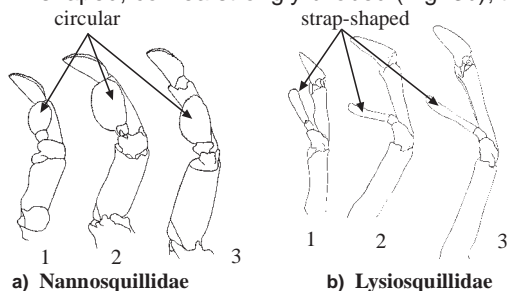 circular
1 2 3
a) Nannosquillidae
strap-shaped
1 2 3
b) Lysiosquillidae